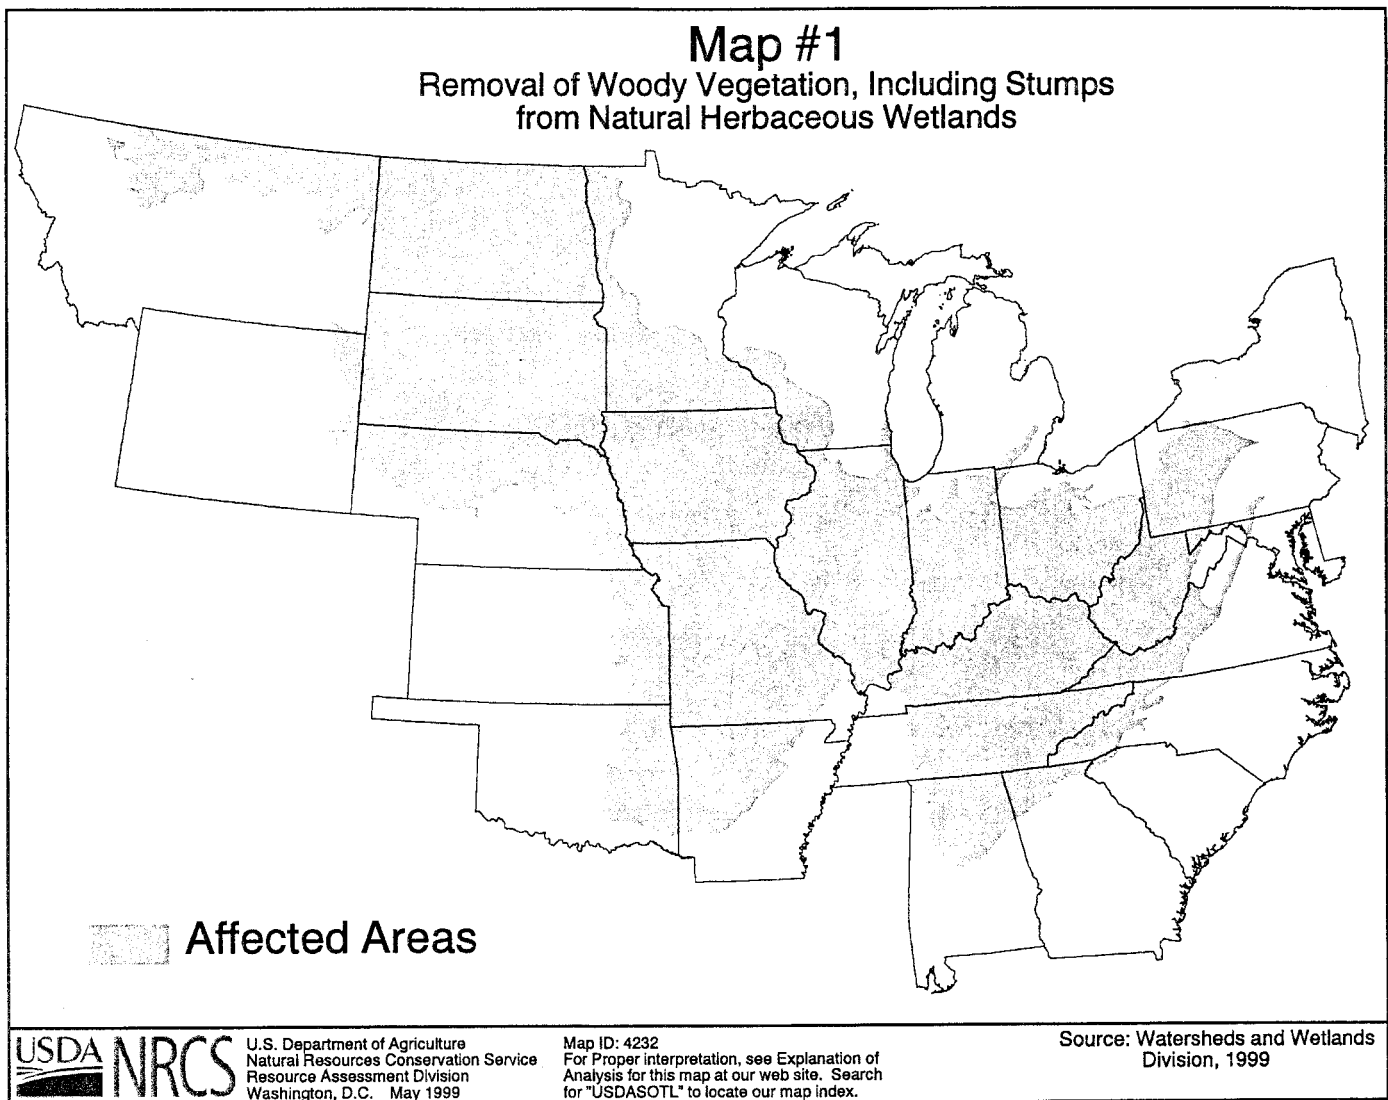 Map #1
Removal of Woody Vegetation, Including Stumps
from Natural Herbaceous Wetlands
Affected Areas
USDA NRCS
U.S. Department of Agriculture
Natural Resources Conservation Service
Resource Assessment Division
Washington, D.C. May 1999
Map ID: 4232
For Proper interpretation, see Explanation of
Analysis for this map at our web site. Search
for "USDASOTL" to locate our map index.
Source: Watersheds and Wetlands
Division, 1999